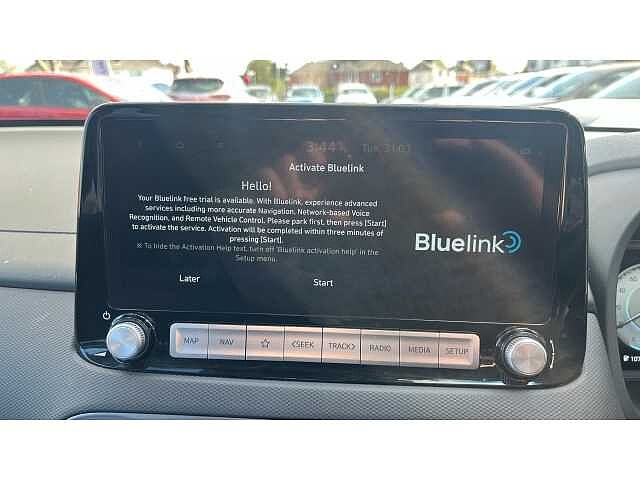 3:44 Tue 31.03
Activate Bluelink
Hello!
Your Bluelink free trial is available. With Bluelink, experience advanced
services including more accurate Navigation, Network-based Voice
Recognition, and Remote Vehicle Control. Please park first, then press [Start]
to activate the service. Activation will be completed within three minutes of
pressing [Start].
※ To hide the Activation Help text, turn off 'Bluelink activation help' in the
Setup menu.
Bluelink
Later Start
MAP NAV <SEEK TRACK> RADIO MEDIA SETUP